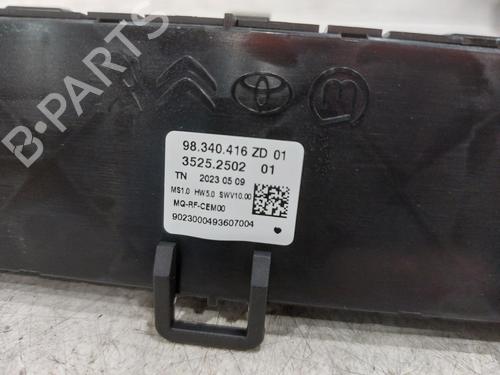 98.340.416 ZD 01
3525.2502 01
TN 2023 05 09
MS1.0 HW5.0 SWV10.00
MQ-RF-CEM00
9023000493607004
B-PARTS